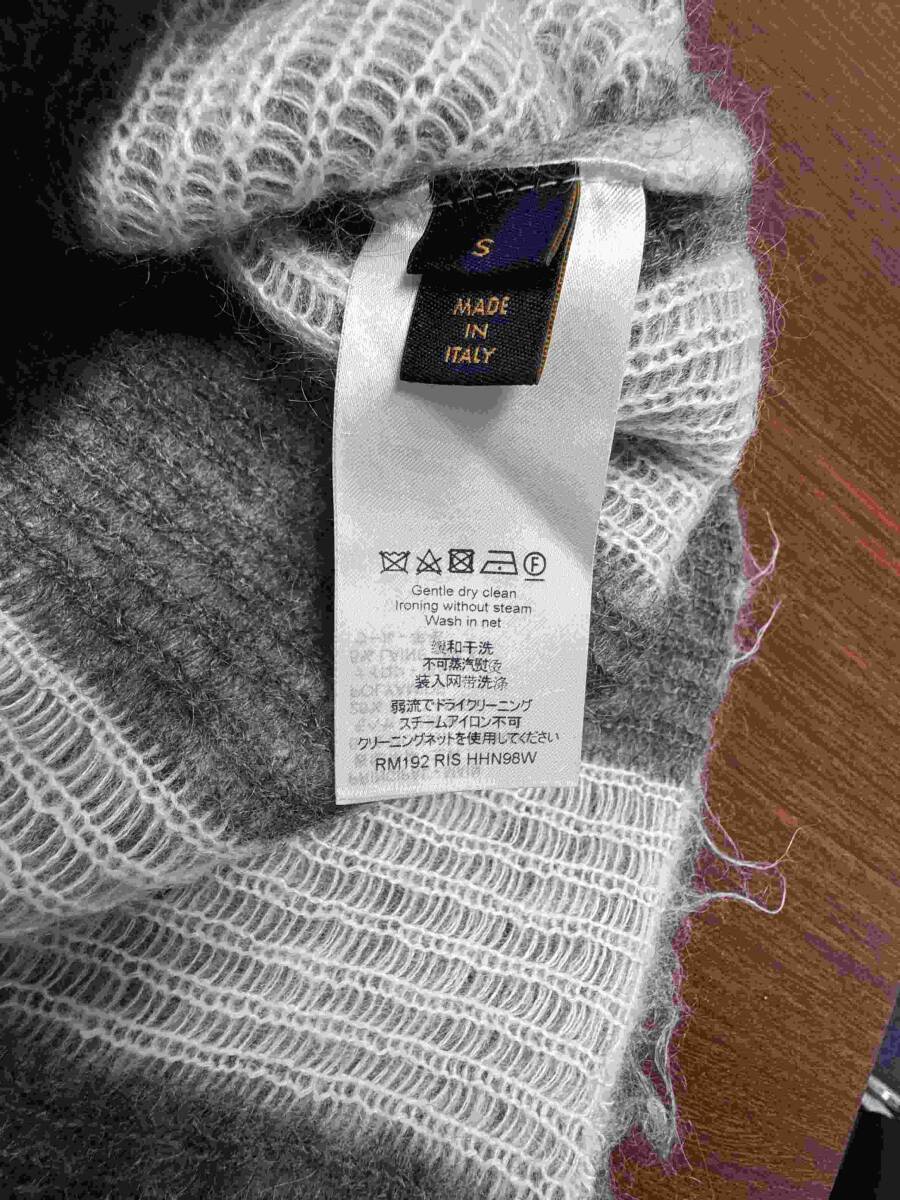 S
MADE
IN
ITALY
Gentle dry clean
Ironing without steam
Wash in net
缓和干洗
不可蒸汽熨烫
装入网带洗涤
弱流でドライクリーニング
スチームアイロン不可
クリーニングネットを使用してください
RM192 RIS HHN98W